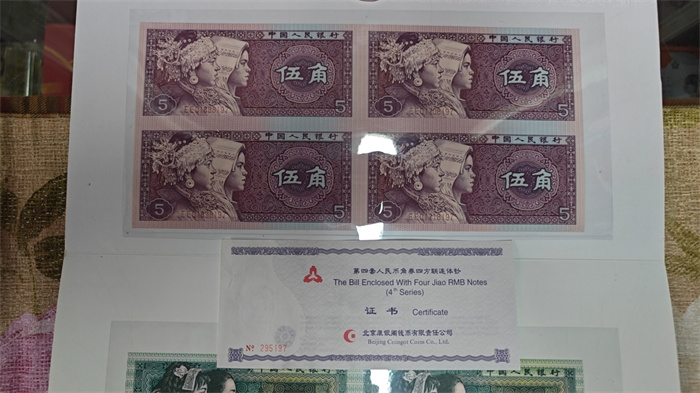 中国人民银行
中国人民银行
伍角
伍角
5 5
5 5
中国人民银行
中国人民银行
伍角
伍角
5 5
5 5
第四套人民币角券四方联连体钞
The Bill Enclosed With Four Jiao RMB Notes
(4th Series)
证书 Certificate
北京康银阁钱币有限责任公司
Beijing Coingot Coins Co., Ltd.
No 295197